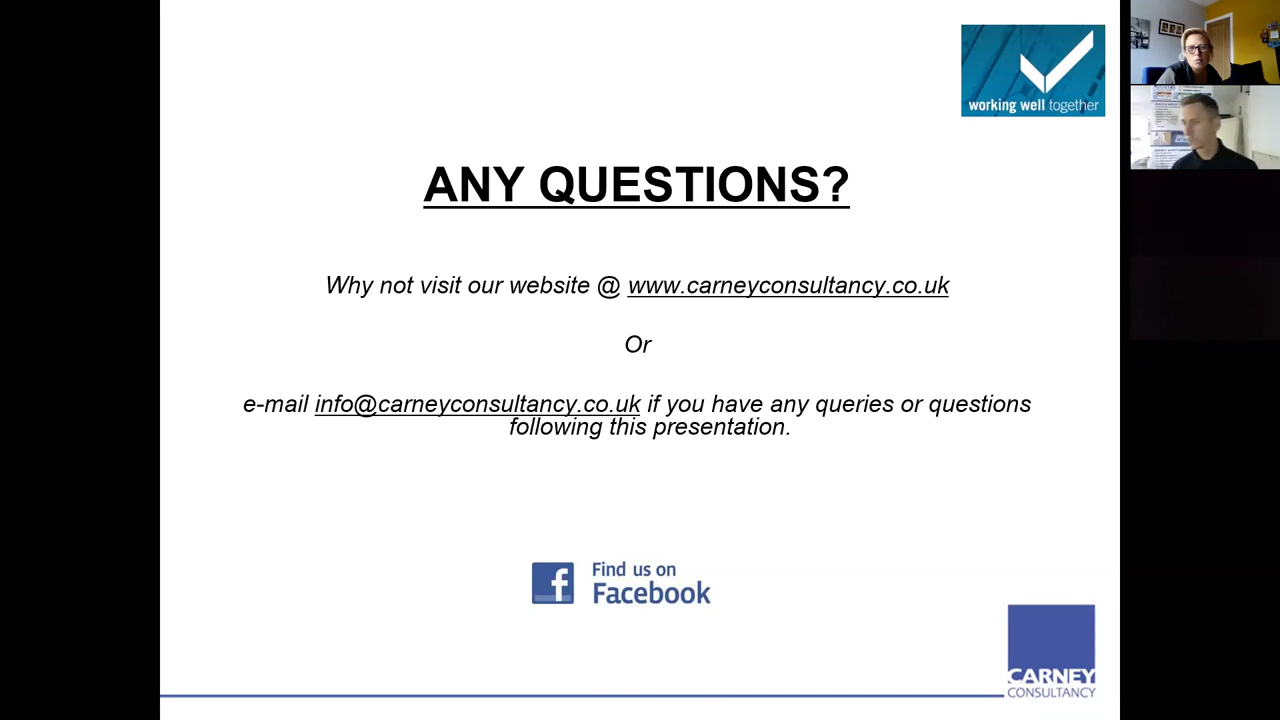 working well together
ANY QUESTIONS?
Why not visit our website @ www.carneyconsultancy.co.uk
Or
e-mail info@carneyconsultancy.co.uk if you have any queries or questions
following this presentation.
Find us on
Facebook
CARNEY
CONSULTANCY